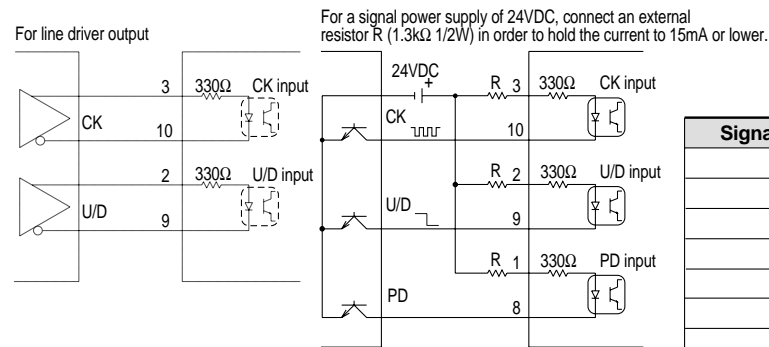 For line driver output
3
330Ω
CK input
CK
10
2
330Ω
U/D input
U/D
9
For a signal power supply of 24VDC, connect an external
resistor R (1.3kΩ 1/2W) in order to hold the current to 15mA or lower.
24VDC
+
R
3
330Ω
CK input
CK
10
R
2
330Ω
U/D input
U/D
9
R
1
330Ω
PD input
PD
8